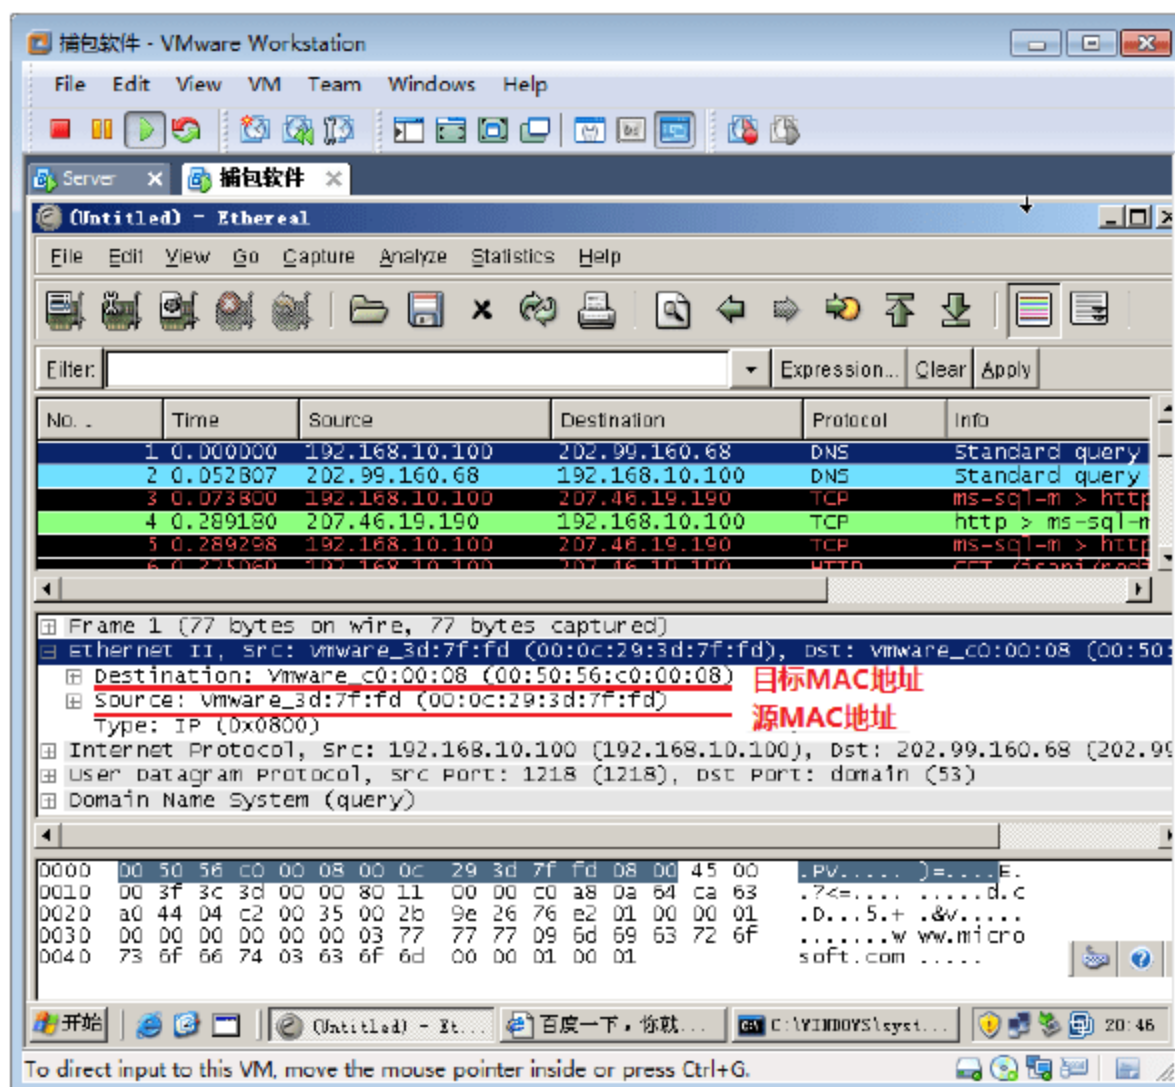 捕包软件 - VMware Workstation
File Edit View VM Team Windows Help
Server 捕包软件
(Untitled) - Ethereal
File Edit View Go Capture Analyze Statistics Help
Filter: Expression... Clear Apply
No. . Time Source Destination Protocol Info
1 0.000000 192.168.10.100 202.99.160.68 DNS Standard query
2 0.052807 202.99.160.68 192.168.10.100 DNS Standard query
3 0.073800 192.168.10.100 207.46.19.190 TCP ms-sql-m > http
4 0.289180 207.46.19.190 192.168.10.100 TCP http > ms-sql-m
5 0.289298 192.168.10.100 207.46.19.190 TCP ms-sql-m > http
Frame 1 (77 bytes on wire, 77 bytes captured)
Ethernet II, Src: Vmware_3d:7f:fd (00:0c:29:3d:7f:fd), Dst: Vmware_c0:00:08 (00:50:
Destination: Vmware_c0:00:08 (00:50:56:c0:00:08) 目标MAC地址
Source: Vmware_3d:7f:fd (00:0c:29:3d:7f:fd) 源MAC地址
Type: IP (0x0800)
Internet Protocol, Src: 192.168.10.100 (192.168.10.100), Dst: 202.99.160.68 (202.99
User Datagram Protocol, Src Port: 1218 (1218), Dst Port: domain (53)
Domain Name System (query)
0000 00 50 56 c0 00 08 00 0c 29 3d 7f fd 08 00 45 00 .PV..... )=....E.
0010 00 3f 3c 3d 00 00 80 11 00 00 c0 a8 0a 64 ca 63 .?<=.... .....d.c
0020 a0 44 04 c2 00 35 00 2b 9e 26 76 e2 01 00 00 01 .D...5.+ .&v.....
0030 00 00 00 00 00 00 03 77 77 77 09 6d 69 63 72 6f .......w ww.micro
0040 73 6f 66 74 03 63 6f 6d 00 00 01 00 01 soft.com .....
开始 (Untitled) - Et... 百度一下，你就... C:\WINDOWS\syst... 20:46
To direct input to this VM, move the mouse pointer inside or press Ctrl+G.